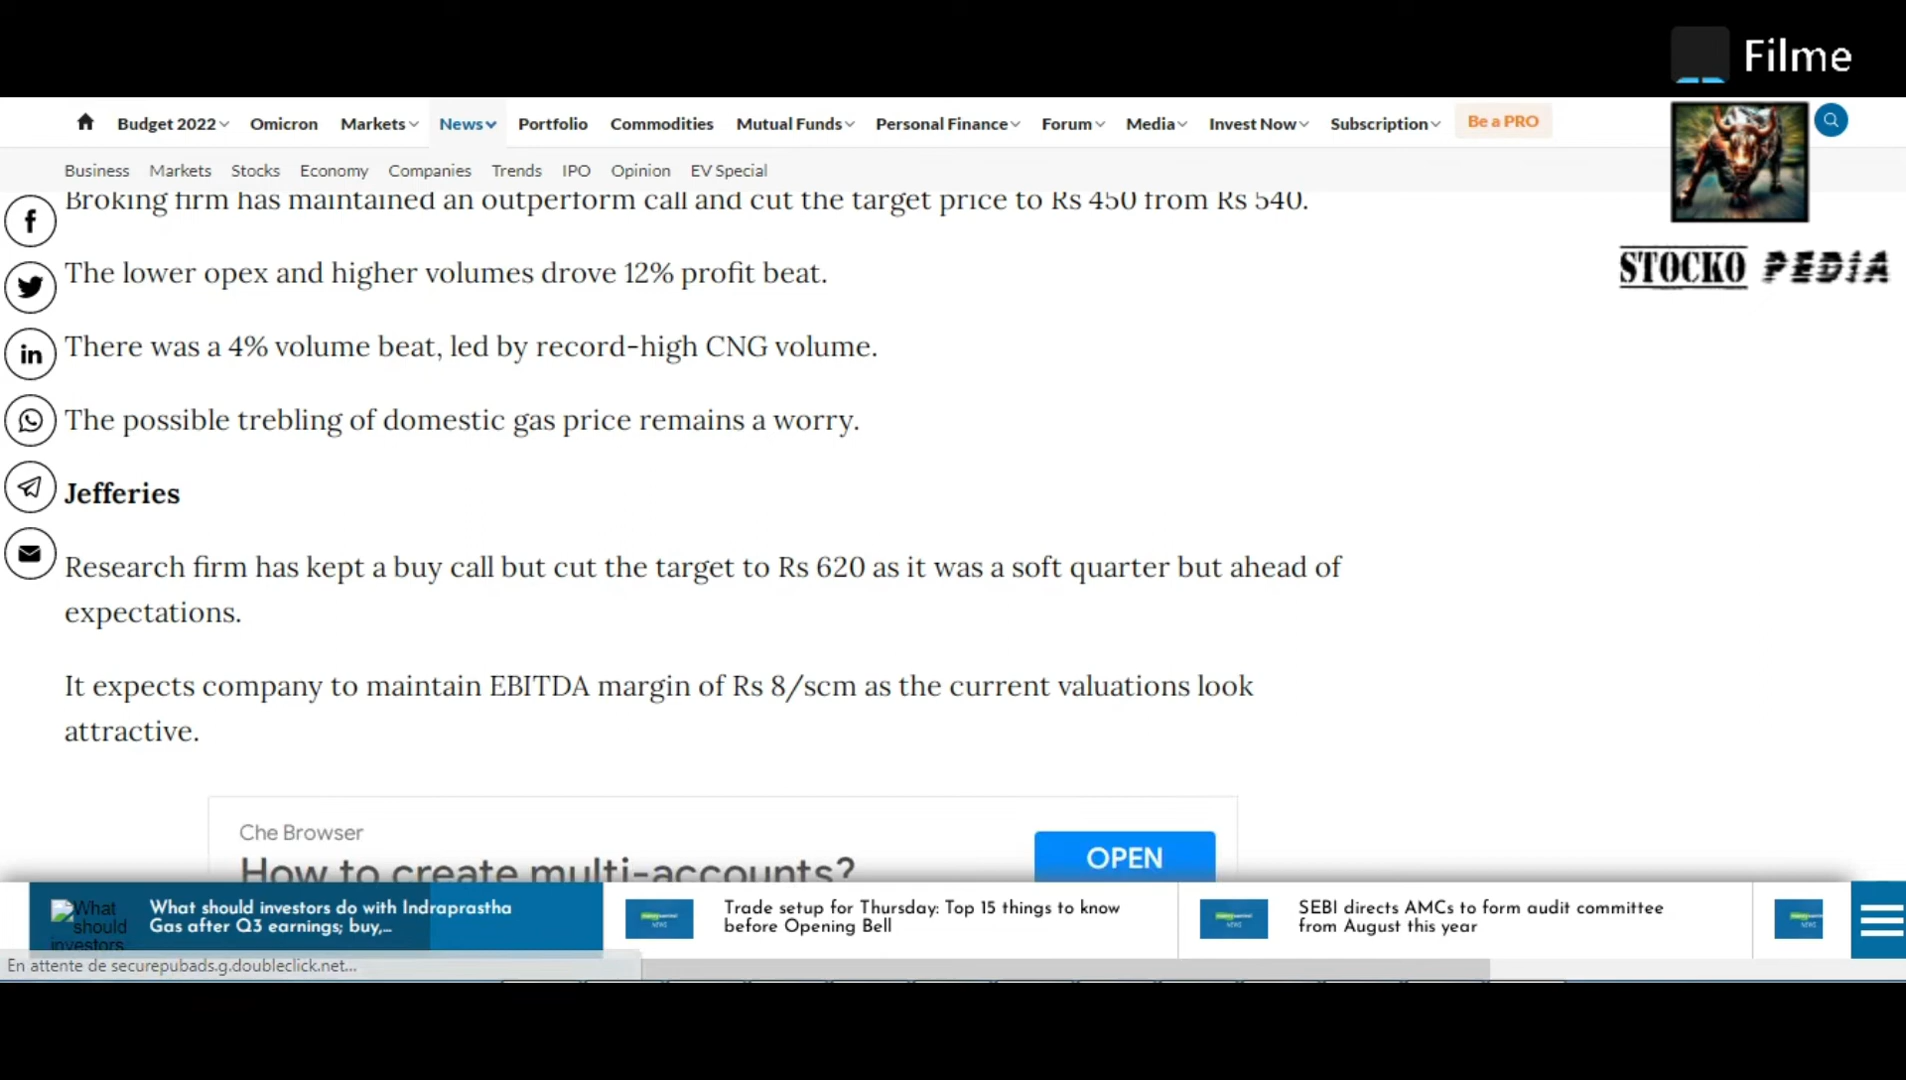 Filme
Budget 2022 Omicron Markets News Portfolio Commodities Mutual Funds Personal Finance Forum Media Invest Now Subscription Be a PRO
Business Markets Stocks Economy Companies Trends IPO Opinion EV Special
Broking firm has maintained an outperform call and cut the target price to Rs 450 from Rs 540.
STOCKO PEDIA
The lower opex and higher volumes drove 12% profit beat.
There was a 4% volume beat, led by record-high CNG volume.
The possible trebling of domestic gas price remains a worry.
Jefferies
Research firm has kept a buy call but cut the target to Rs 620 as it was a soft quarter but ahead of
expectations.
It expects company to maintain EBITDA margin of Rs 8/scm as the current valuations look
attractive.
Che Browser
How to create multi-accounts?
OPEN
What
should
investors
What should investors do with Indraprastha
Gas after Q3 earnings; buy,...
Trade setup for Thursday: Top 15 things to know
before Opening Bell
SEBI directs AMCs to form audit committee
from August this year
En attente de securepubads.g.doubleclick.net...